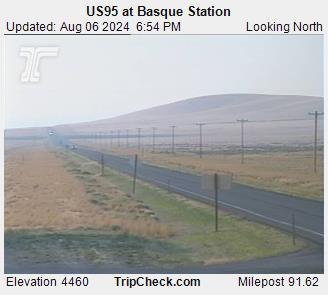 US95 at Basque Station
Updated: Aug 06 2024 6:54 PM Looking North
Elevation 4460 TripCheck.com Milepost 91.62